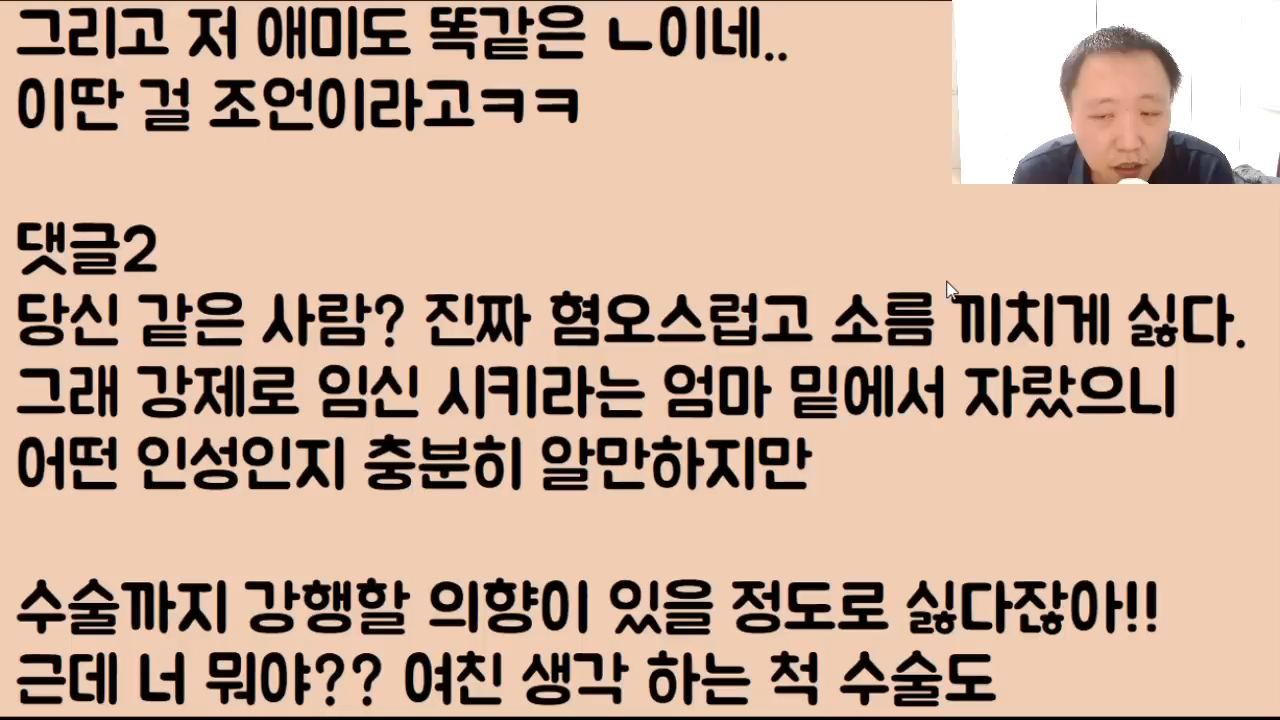 그리고 저 애미도 똑같은 ㄴ이네..
이딴 걸 조언이라고ㅋㅋ
댓글2
당신 같은 사람? 진짜 혐오스럽고 소름 끼치게 싫다.
그래 강제로 임신 시키라는 엄마 밑에서 자랐으니
어떤 인성인지 충분히 알만하지만
수술까지 강행할 의향이 있을 정도로 싫다잖아!!
근데 너 뭐야?? 여친 생각 하는 척 수술도